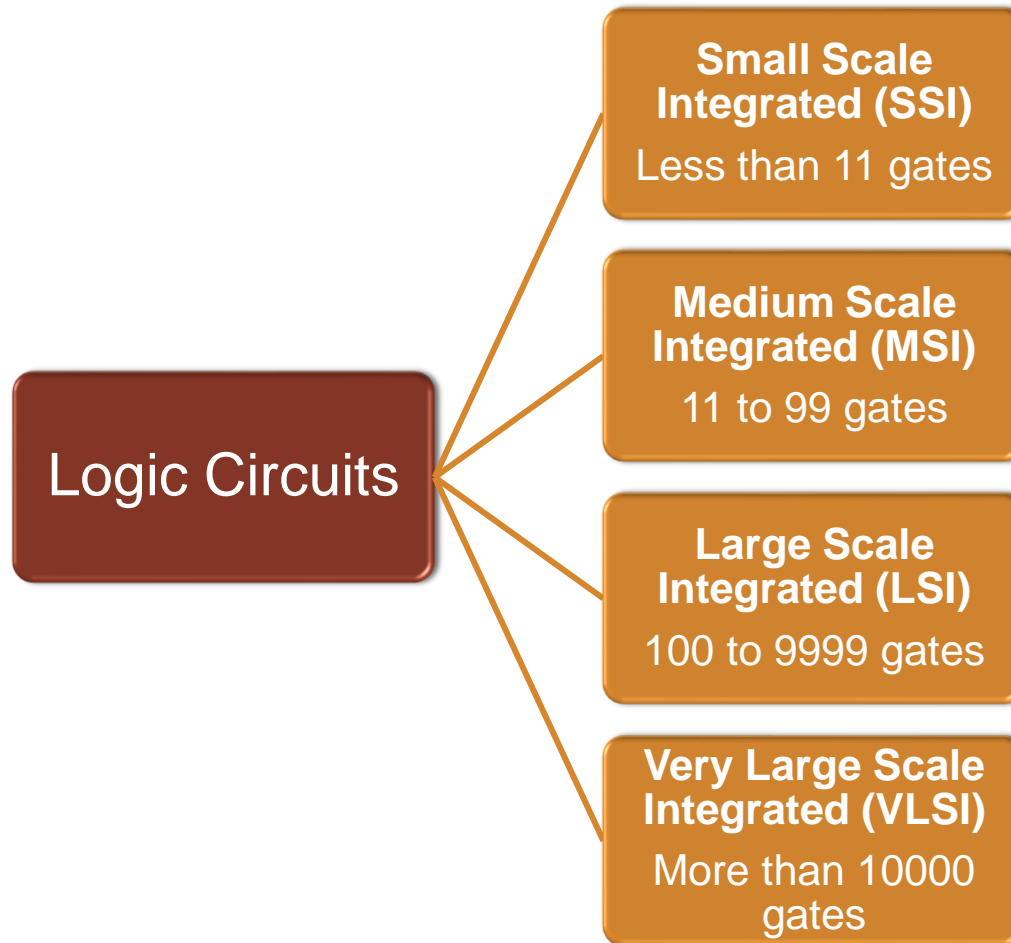 Logic Circuits
Small Scale
Integrated (SSI)
Less than 11 gates
Medium Scale
Integrated (MSI)
11 to 99 gates
Large Scale
Integrated (LSI)
100 to 9999 gates
Very Large Scale
Integrated (VLSI)
More than 10000
gates